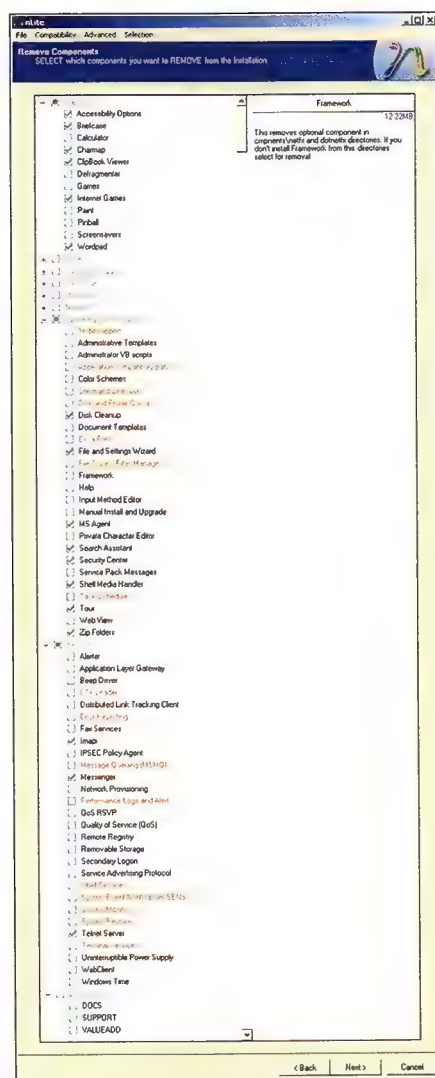 nLite
File Compatibility Advanced Selection
Remove Components
SELECT which components you want to REMOVE from the installation
Framework
12.22MB
This removes optional component in
cmpnents\netfx and dotnetfx directories. If you
don't install Framework from this directories
select for removal
Accessibility Options
Briefcase
Calculator
Charmap
ClipBook Viewer
Defragmenter
Games
Internet Games
Paint
Pinball
Screensavers
Wordpad
Administrative Templates
Administrator VB scripts
Color Schemes
Disk Cleanup
Document Templates
File and Settings Wizard
Framework
Help
Input Method Editor
Manual Install and Upgrade
MS Agent
Private Character Editor
Search Assistant
Security Center
Service Pack Messages
Shell Media Handler
Tour
Web View
Zip Folders
Alerter
Application Layer Gateway
Beep Driver
Distributed Link Tracking Client
Error Reporting
Fax Services
Imapi
IPSEC Policy Agent
Message Queuing (MSMQ)
Messenger
Network Provisioning
Performance Logs and Alert
QoS RSVP
Quality of Service (QoS)
Remote Registry
Removable Storage
Secondary Logon
Service Advertising Protocol
Telnet Server
Uninterruptible Power Supply
WebClient
Windows Time
DOCS
SUPPORT
VALUEADD
< Back Next > Cancel